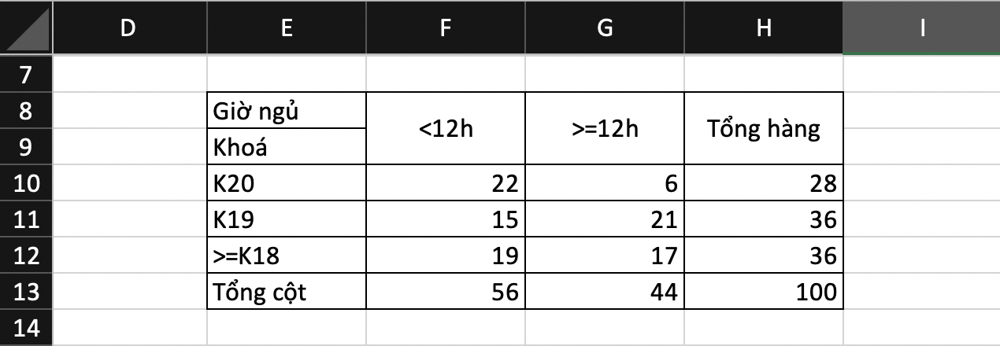 D E F G H I
7
8 Giờ ngủ <12h >=12h Tổng hàng
9 Khoá
10 K20 22 6 28
11 K19 15 21 36
12 >=K18 19 17 36
13 Tổng cột 56 44 100
14